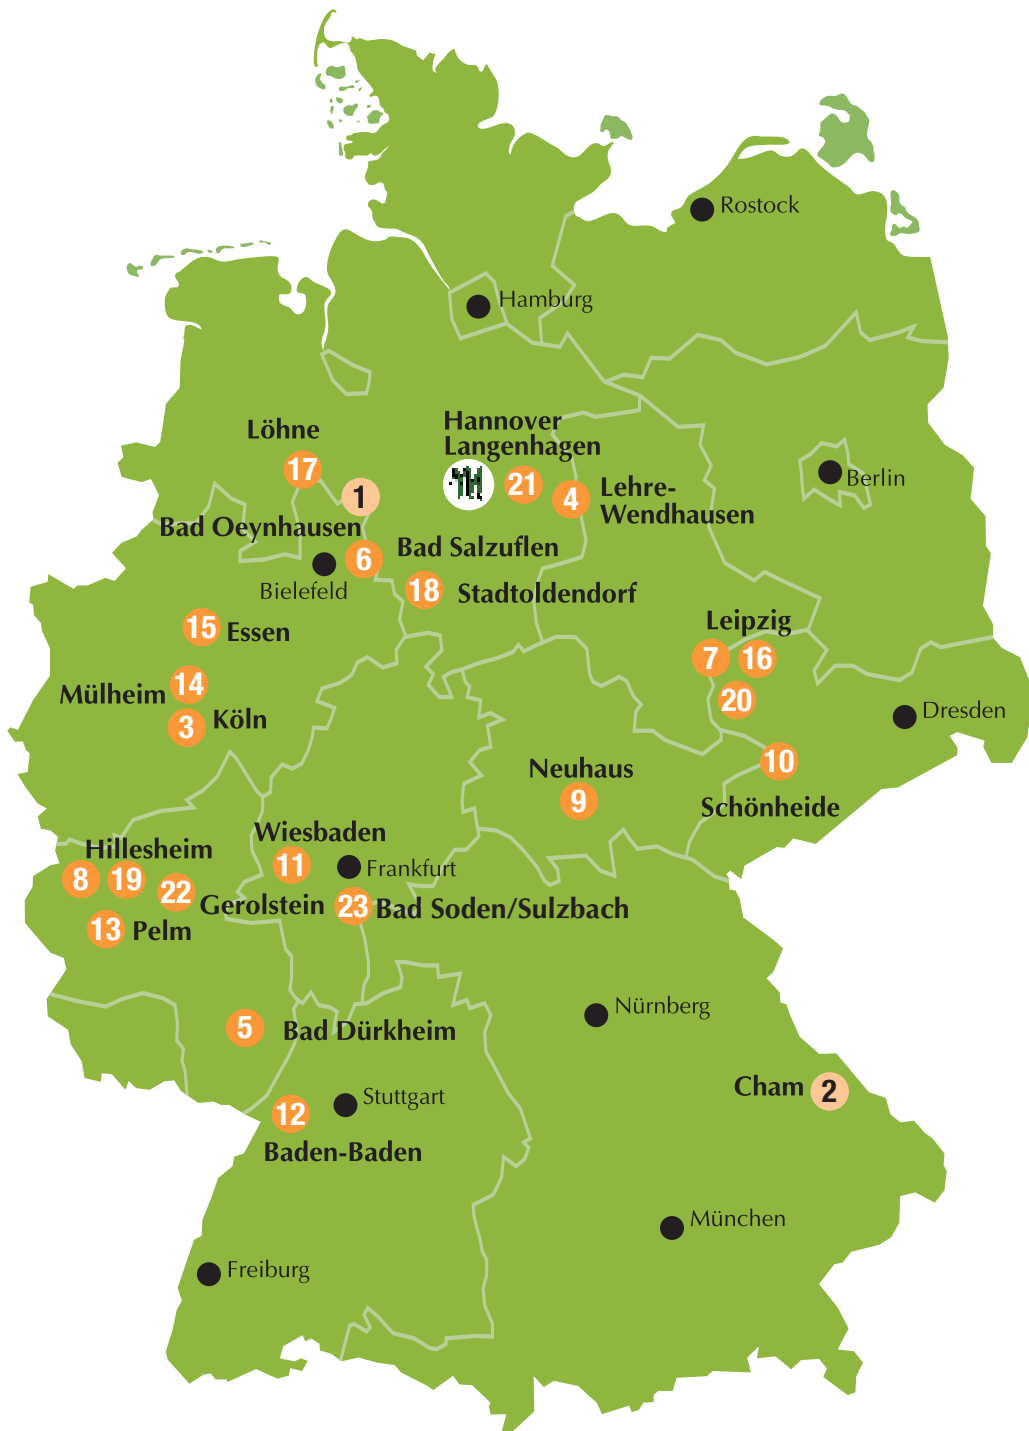 Rostock
Hamburg
Hannover
Langenhagen
Löhne
17
21
4
Lehre-
Wendhausen
Berlin
1
Bad Oeynhausen
6
Bad Salzuflen
Bielefeld
18
Stadtoldendorf
15
Essen
Leipzig
7
16
20
14
Mülheim
3
Köln
Dresden
10
Schönheide
Neuhaus
9
Wiesbaden
11
Frankfurt
Hillesheim
8
19
22
Gerolstein
23
Bad Soden/Sulzbach
13
Pelm
Nürnberg
5
Bad Dürkheim
Cham
2
Stuttgart
12
Baden-Baden
München
Freiburg